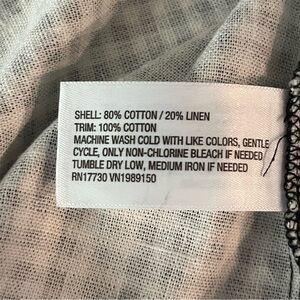 SHELL: 80% COTTON / 20% LINEN
TRIM: 100% COTTON
MACHINE WASH COLD WITH LIKE COLORS, GENTLE
CYCLE, ONLY NON-CHLORINE BLEACH IF NEEDED
TUMBLE DRY LOW, MEDIUM IRON IF NEEDED
RN17730 VN1989150